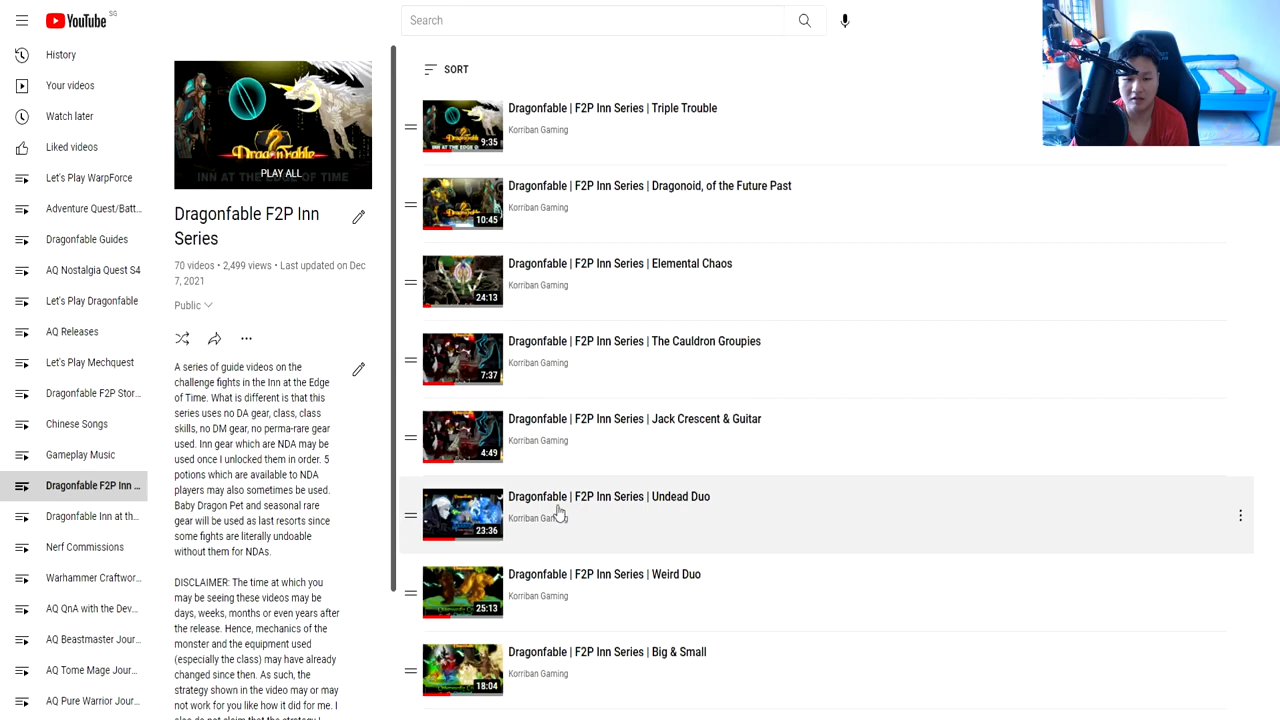 YouTube SG
Search
History
Your videos
Watch later
Liked videos
Let's Play WarpForce
Adventure Quest/Batt...
Dragonfable Guides
AQ Nostalgia Quest S4
Let's Play Dragonfable
AQ Releases
Let's Play Mechquest
Dragonfable F2P Stor...
Chinese Songs
Gameplay Music
Dragonfable F2P Inn ...
Dragonfable Inn at th...
Nerf Commissions
Warhammer Craftwor...
AQ QnA with the Dev...
AQ Beastmaster Jour...
AQ Tome Mage Jour...
AQ Pure Warrior Jour...
DragonFable
PLAY ALL
INN AT THE EDGE OF TIME
Dragonfable F2P Inn
Series
70 videos • 2,499 views • Last updated on Dec
7, 2021
Public
A series of guide videos on the
challenge fights in the Inn at the Edge
of Time. What is different is that this
series uses no DA gear, class, class
skills, no DM gear, no perma-rare gear
used. Inn gear which are NDA may be
used once I unlocked them in order. 5
potions which are available to NDA
players may also sometimes be used.
Baby Dragon Pet and seasonal rare
gear will be used as last resorts since
some fights are literally undoable
without them for NDAs.
DISCLAIMER: The time at which you
may be seeing these videos may be
days, weeks, months or even years after
the release. Hence, mechanics of the
monster and the equipment used
(especially the class) may have already
changed since then. As such, the
strategy shown in the video may or may
not work for you like how it did for me. I
also do not claim that the strategy I
SORT
Dragonfable | F2P Inn Series | Triple Trouble
Korriban Gaming
9:35
Dragonfable | F2P Inn Series | Dragonoid, of the Future Past
Korriban Gaming
10:45
Dragonfable | F2P Inn Series | Elemental Chaos
Korriban Gaming
24:13
Dragonfable | F2P Inn Series | The Cauldron Groupies
Korriban Gaming
7:37
Dragonfable | F2P Inn Series | Jack Crescent & Guitar
Korriban Gaming
4:49
Dragonfable | F2P Inn Series | Undead Duo
Korriban Gaming
23:36
Dragonfable | F2P Inn Series | Weird Duo
Korriban Gaming
25:13
Dragonfable | F2P Inn Series | Big & Small
Korriban Gaming
18:04